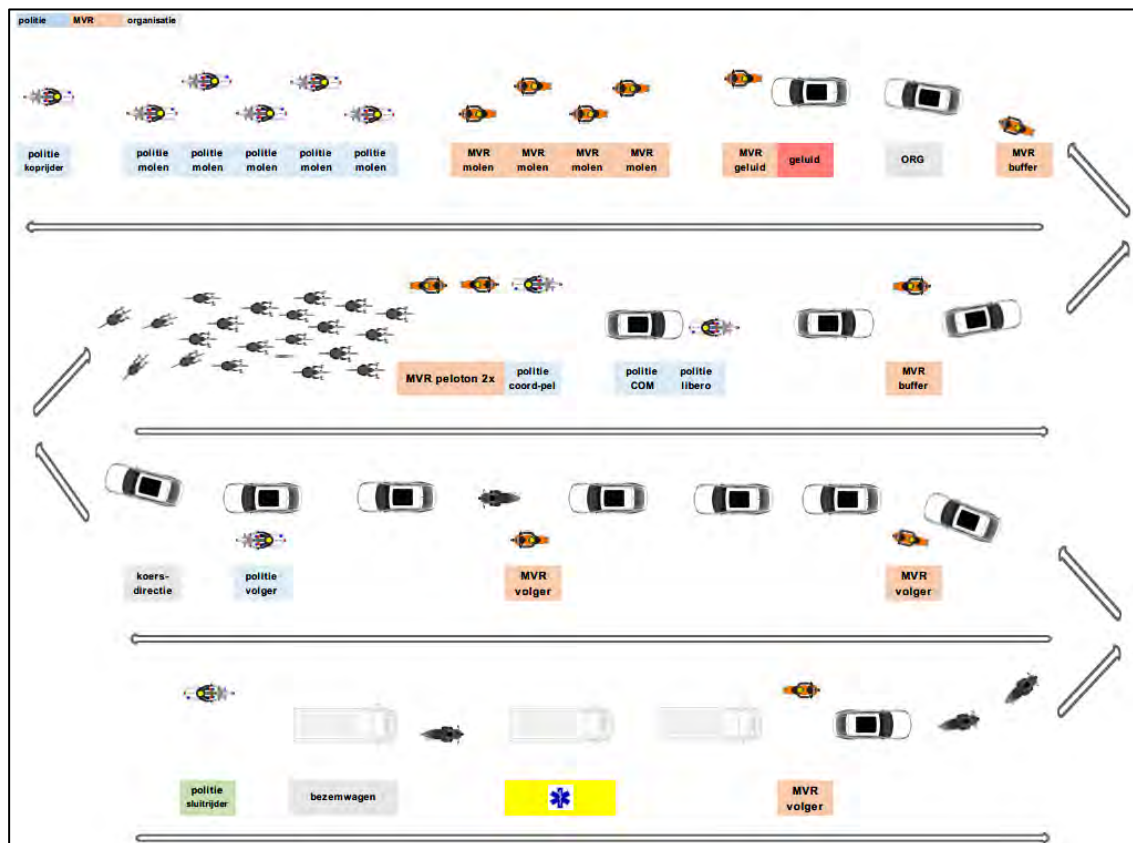 politie MVR organisatie
politie politie politie politie politie politie MVR MVR MVR MVR MVR geluid ORG MVR
koprijder molen molen molen molen molen molen molen molen molen geluid buffer
MVR peloton 2x politie politie politie MVR
coord-pel COM libero buffer
koers- politie MVR MVR
directie volger volger volger
politie bezemwagen MVR
sluitrijder volger